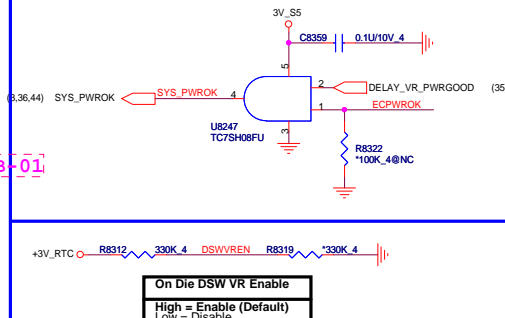 3V_S5
C8359 0.1U/10V_4
5
(3,36,44) SYS_PWROK SYS_PWROK 4
2 DELAY_VR_PWRGOOD (35
1 ECPWROK
U8247
TC7SH08FU
3
R8322
*100K_4@NC
-01
+3V_RTC R8312 330K_4 DSWVREN R8319 *330K_4
On Die DSW VR Enable
High = Enable (Default)
Low = Disable